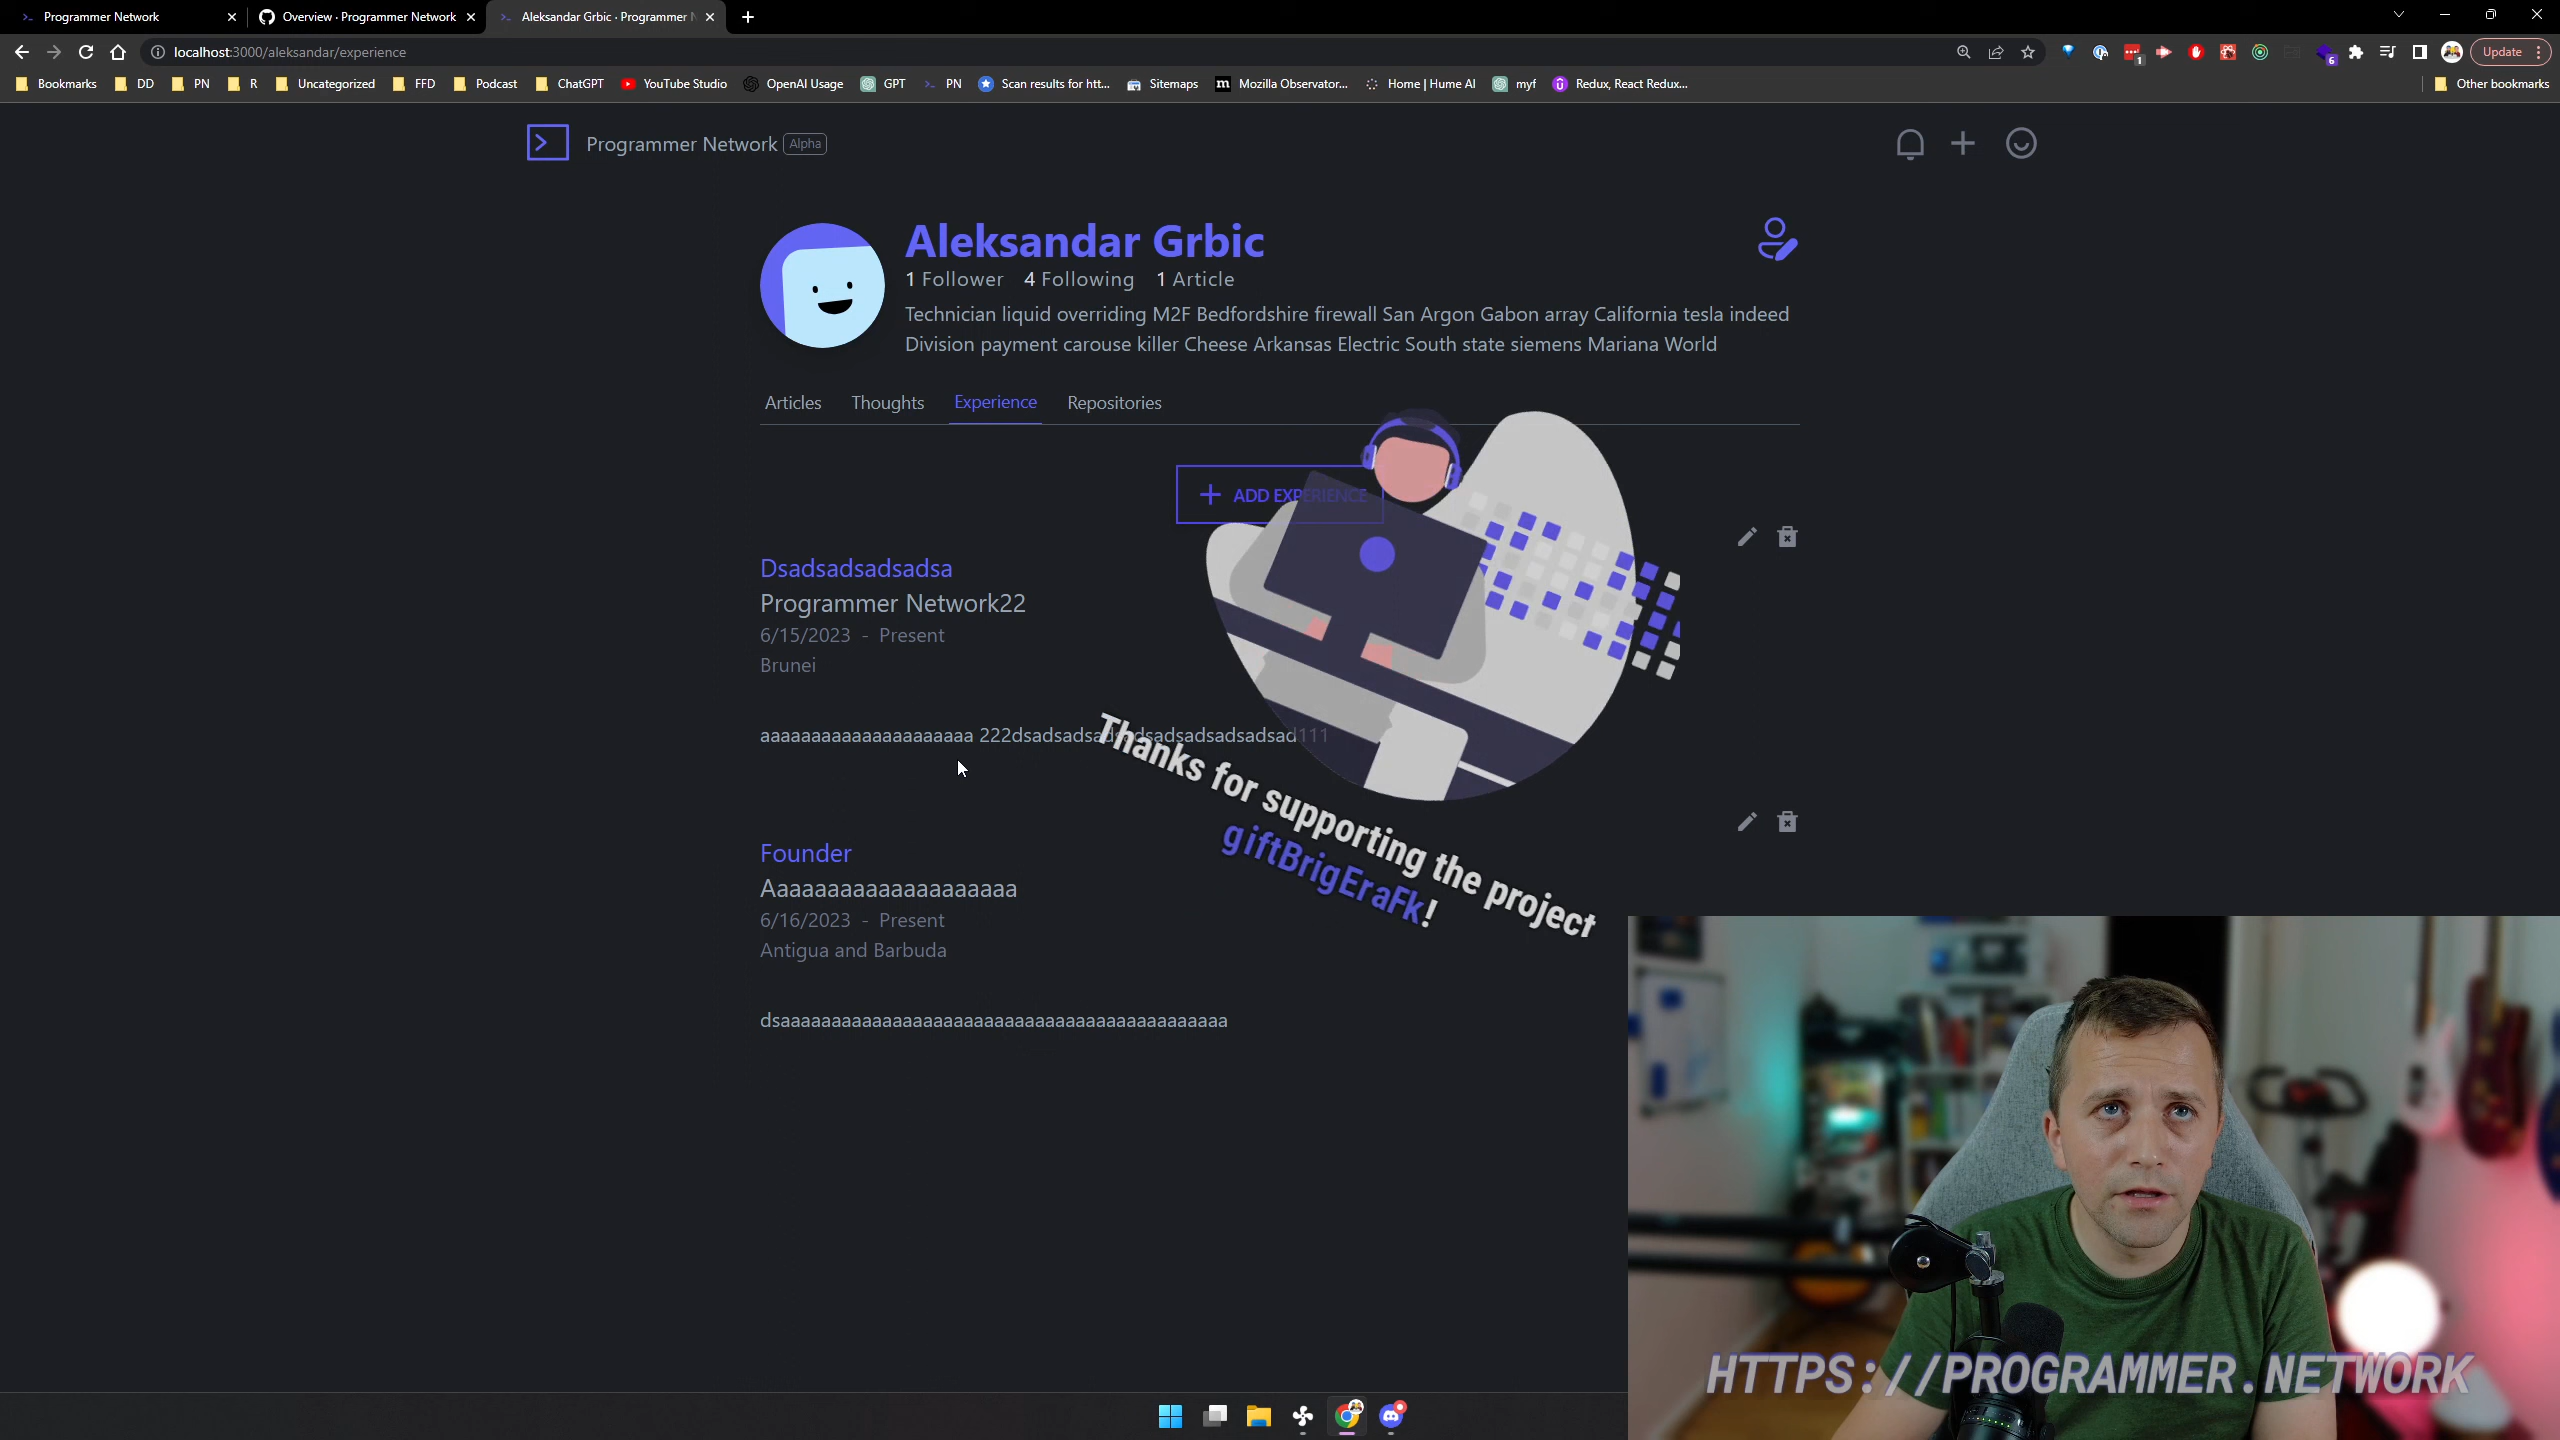 Programmer Network
Overview · Programmer Network
Aleksandar Grbic · Programmer N
localhost:3000/aleksandar/experience
Update
Bookmarks
DD
PN
R
Uncategorized
FFD
Podcast
ChatGPT
YouTube Studio
OpenAI Usage
GPT
PN
Scan results for htt...
Sitemaps
Mozilla Observator...
Home | Hume AI
myf
Redux, React Redux...
Other bookmarks
Programmer Network Alpha
Aleksandar Grbic
1 Follower 4 Following 1 Article
Technician liquid overriding M2F Bedfordshire firewall San Argon Gabon array California tesla indeed
Division payment carouse killer Cheese Arkansas Electric South state siemens Mariana World
Articles Thoughts Experience Repositories
ADD EXPERIENCE
Dsadsadsadsadsa
Programmer Network22
6/15/2023 - Present
Brunei
aaaaaaaaaaaaaaaaaaaaa
Thanks for supporting the project
giftBrigEraFk!
Founder
Aaaaaaaaaaaaaaaaaaaa
6/16/2023 - Present
Antigua and Barbuda
HTTPS://PROGRAMMER.NETWORK